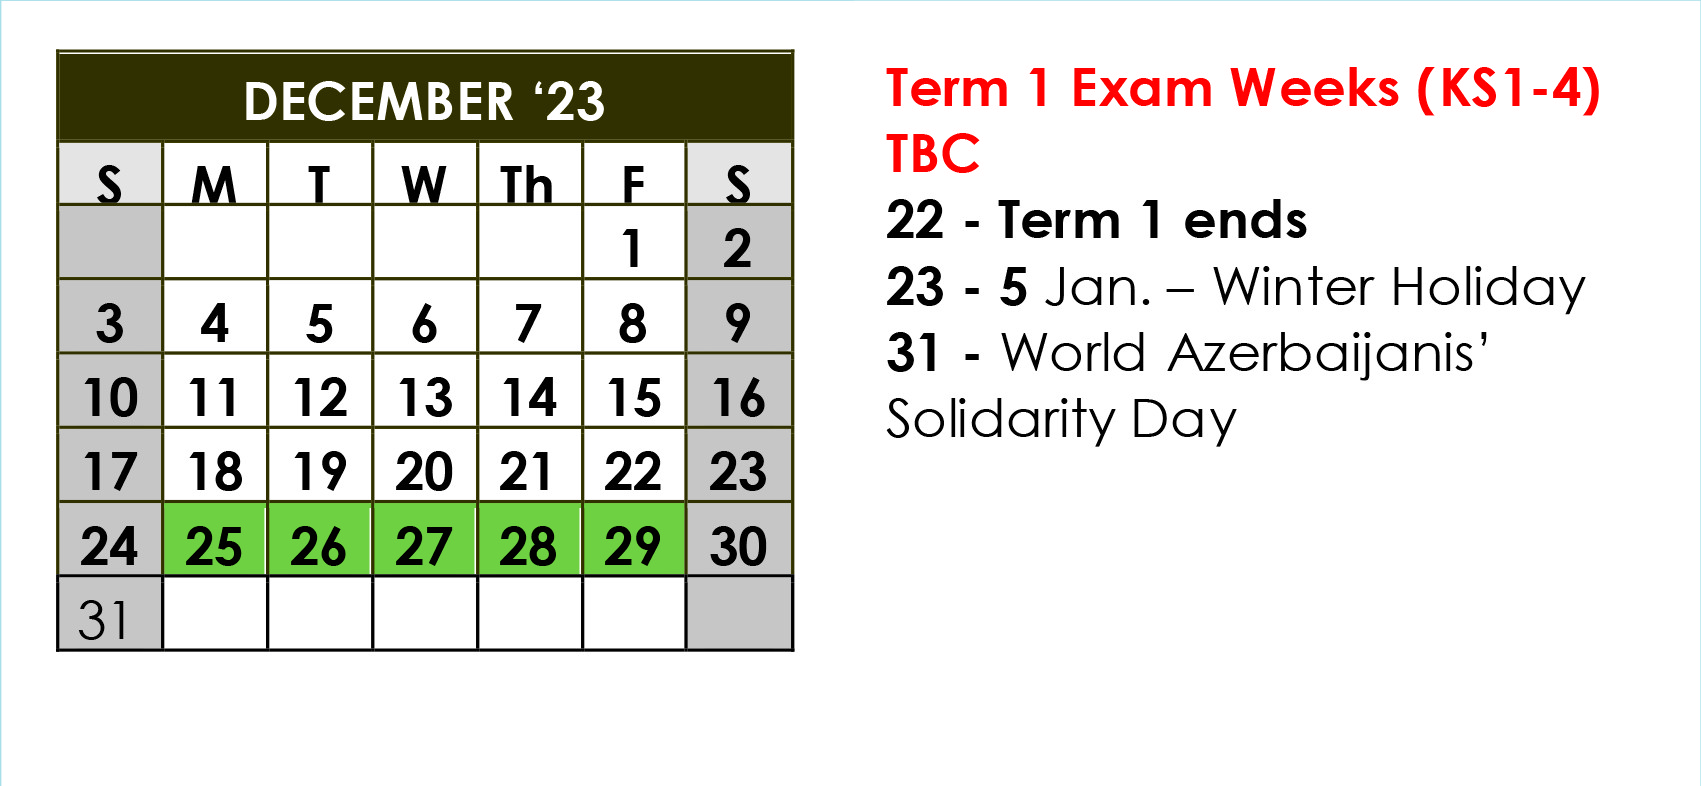 DECEMBER ‘23
S M T W Th F S
1 2
3 4 5 6 7 8 9
10 11 12 13 14 15 16
17 18 19 20 21 22 23
24 25 26 27 28 29 30
31
Term 1 Exam Weeks (KS1-4)
TBC
22 - Term 1 ends
23 - 5 Jan. – Winter Holiday
31 - World Azerbaijanis’
Solidarity Day